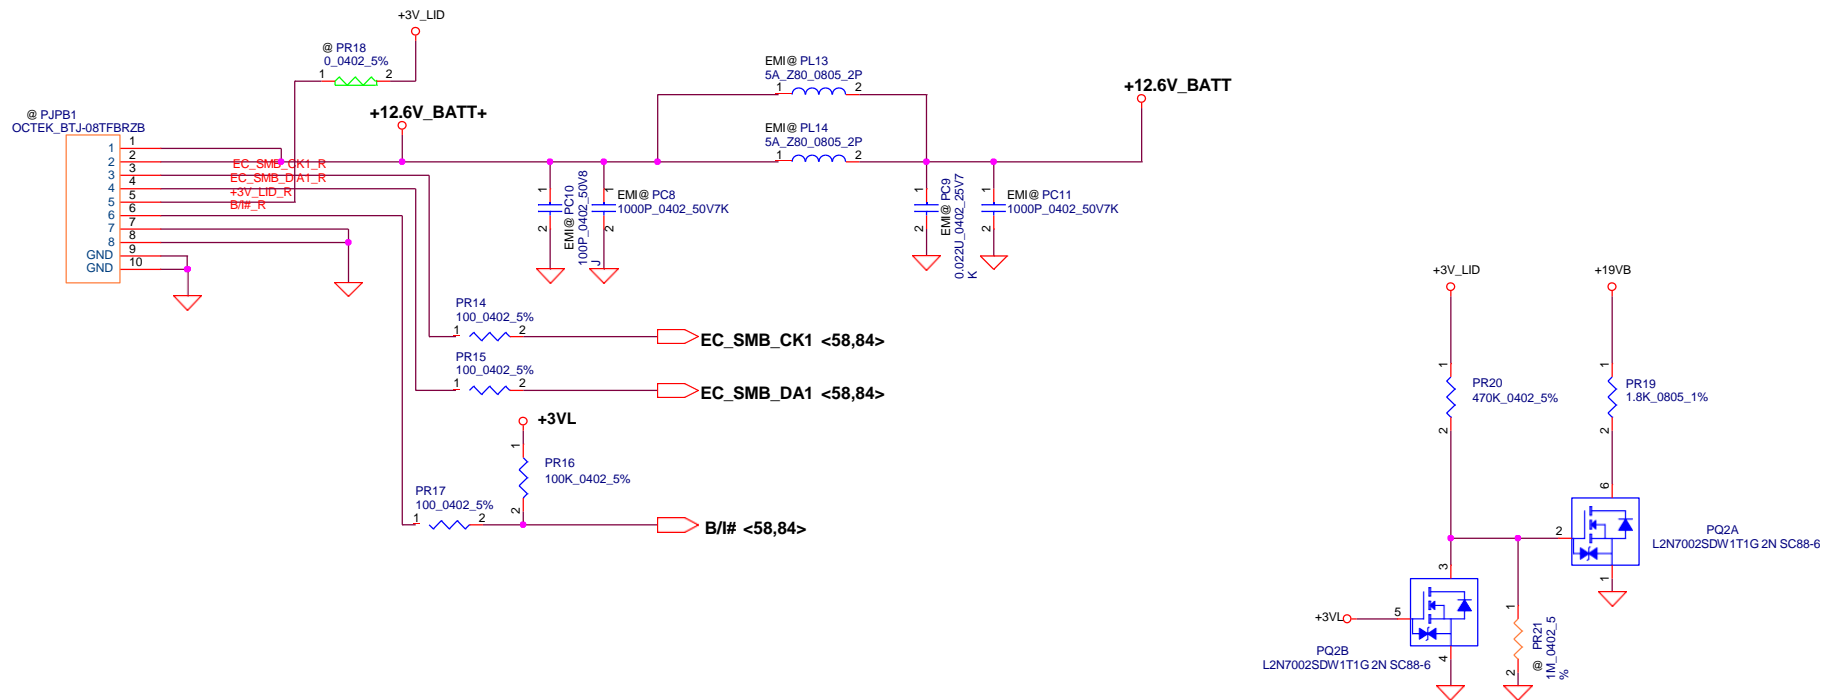 +3V_LID
@ PR18
0_0402_5%
1
2
@ PJPB1
OCTEK_BTJ-08TFBRZB
1
2
3
4
5
6
7
8
GND
GND
1
2
3
4
5
6
7
8
9
10
EC_SMB_CK1_R
EC_SMB_DA1_R
+3V_LID_R
B/I#_R
+12.6V_BATT+
EMI@ PL13
5A_Z80_0805_2P
1
2
EMI@ PL14
5A_Z80_0805_2P
1
2
+12.6V_BATT
1
2
EMI@ PC10
100P_0402_50V8
J
1
2
EMI@ PC8
1000P_0402_50V7K
1
2
EMI@ PC9
0.022U_0402_25V7
K
1
2
EMI@ PC11
1000P_0402_50V7K
PR14
100_0402_5%
1
2
EC_SMB_CK1 <58,84>
PR15
100_0402_5%
1
2
EC_SMB_DA1 <58,84>
+3VL
1
2
PR16
100K_0402_5%
PR17
100_0402_5%
1
2
B/I# <58,84>
+3V_LID
+19VB
1
2
PR20
470K_0402_5%
1
2
PR19
1.8K_0805_1%
6
2
1
PQ2A
L2N7002SDW1T1G 2N SC88-6
3
+3VL
5
4
PQ2B
L2N7002SDW1T1G 2N SC88-6
1
2
@ PR21
1M_0402_5
%